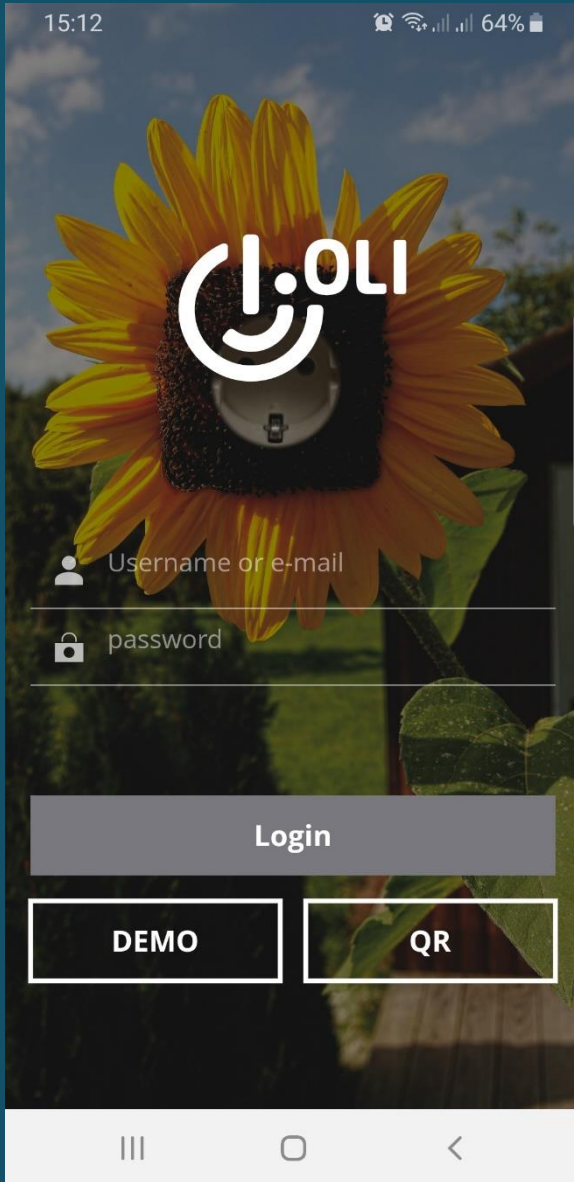 15:12 64%
OLI
Username or e-mail
password
Login
DEMO QR